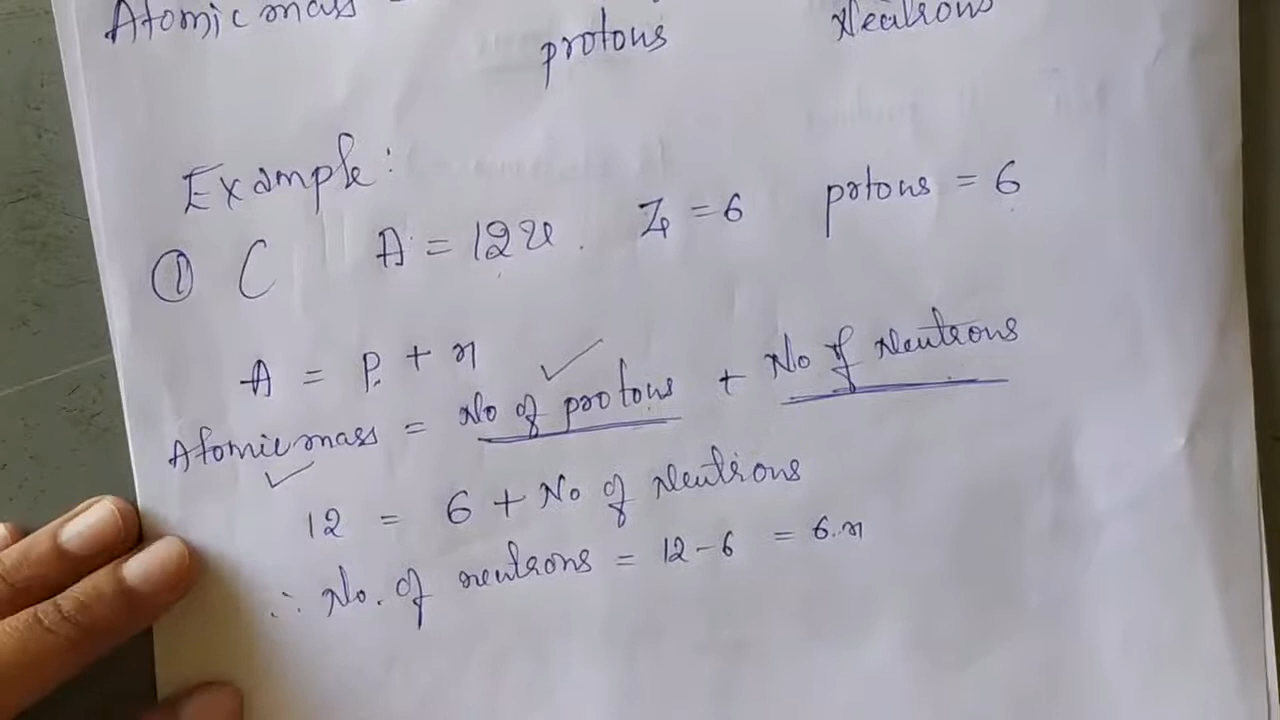 Atomic mass
protons Neutrons
Example:
① C A = 12u. Z = 6 protons = 6
A = P + n
Atomic mass = No of protons + No of Neutrons
12 = 6 + No of Neutrons
∴ No. of neutrons = 12 - 6 = 6.n